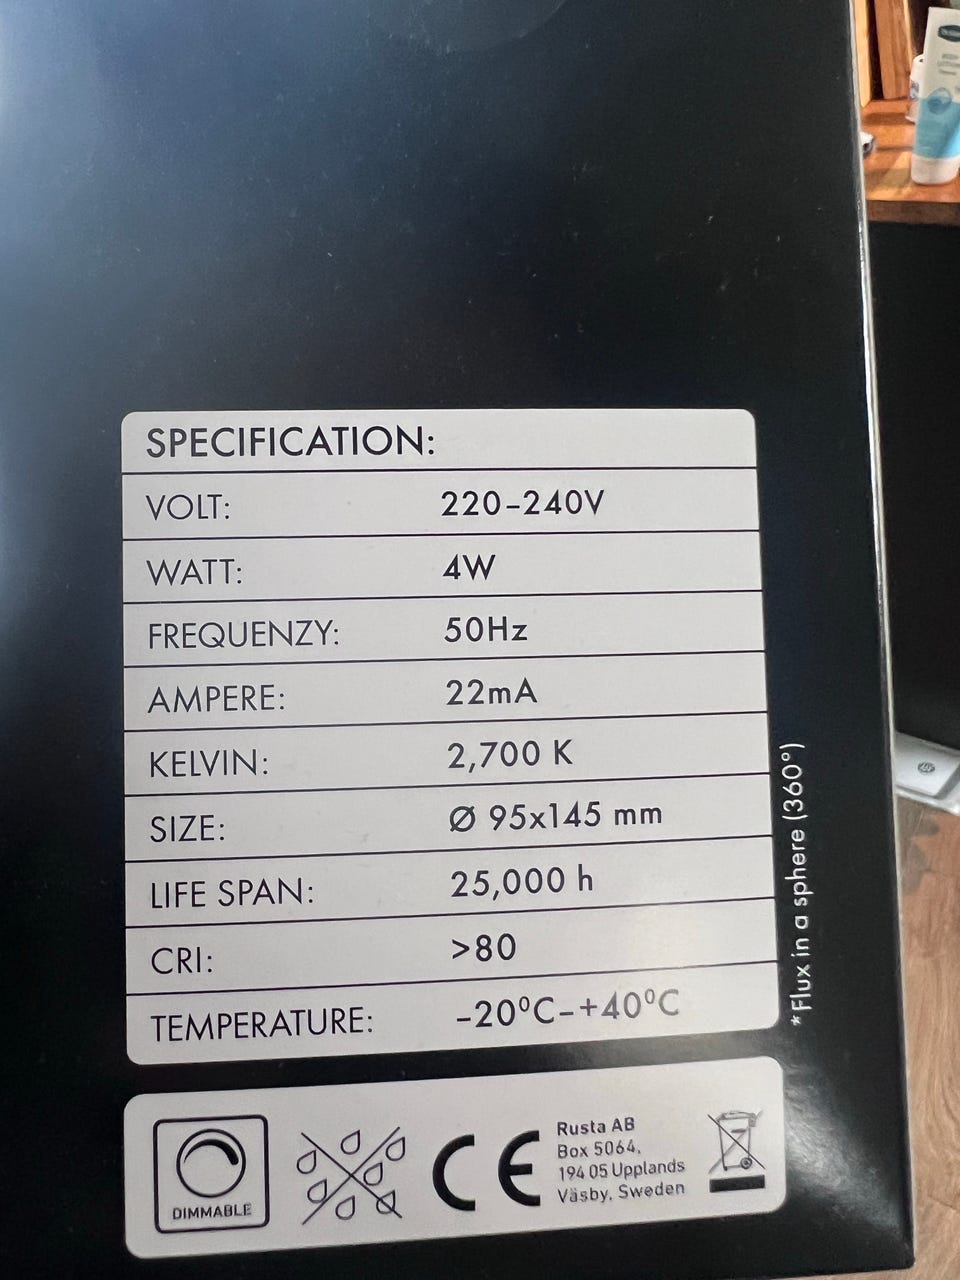 SPECIFICATION:
VOLT: 220-240V
WATT: 4W
FREQUENZY: 50Hz
AMPERE: 22mA
KELVIN: 2,700 K
SIZE: Ø 95x145 mm
LIFE SPAN: 25,000 h
CRI: >80
TEMPERATURE: -20°C-+40°C
*Flux in a sphere (360°)
DIMMABLE
CE
Rusta AB
Box 5064,
194 05 Upplands
Väsby, Sweden